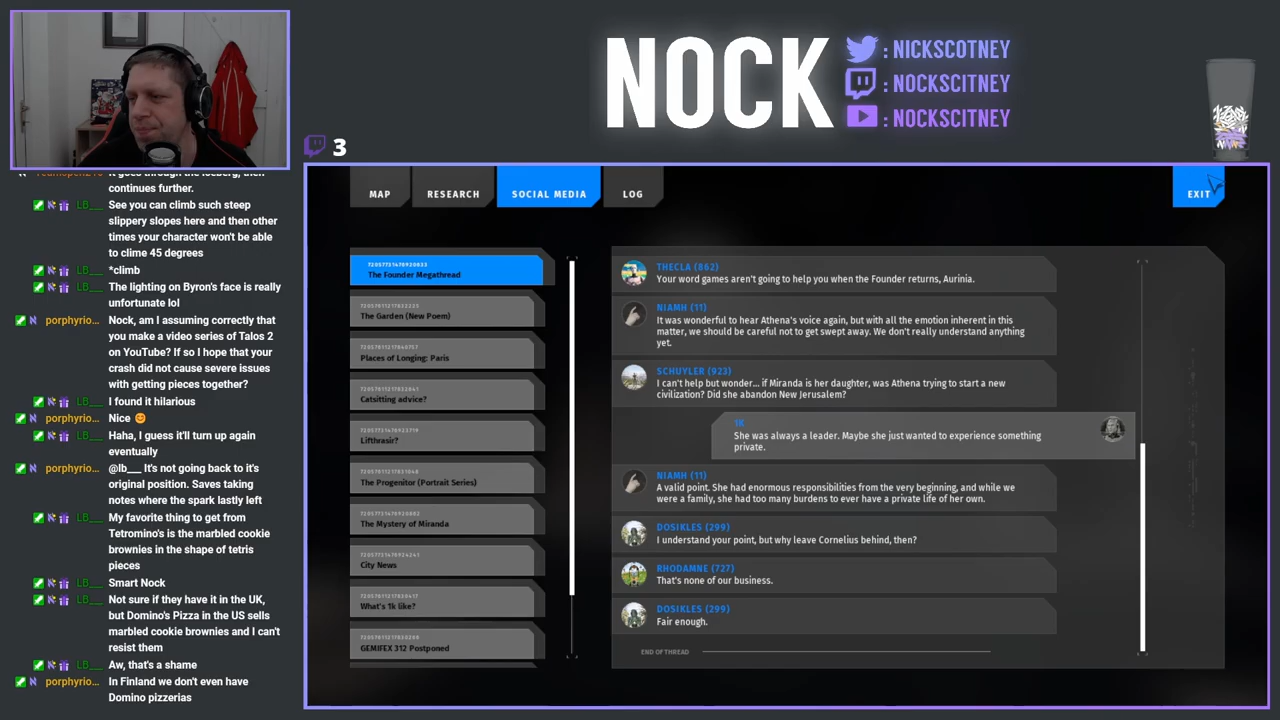 NOCK
: NICKSCOTNEY
: NOCKSCITNEY
: NOCKSCITNEY
3
continues further.
LB___ See you can climb such steep
slippery slopes here and then other
times your character won't be able
to clime 45 degrees
LB___ *climb
LB___ The lighting on Byron's face is really
unfortunate lol
porphyrio... Nock, am I assuming correctly that
you make a video series of Talos 2
on YouTube? If so I hope that your
crash did not cause severe issues
with getting pieces together?
LB___ I found it hilarious
porphyrio... Nice
LB___ Haha, I guess it'll turn up again
eventually
porphyrio... @lb___ It's not going back to it's
original position. Saves taking
notes where the spark lastly left
LB___ My favorite thing to get from
Tetromino's is the marbled cookie
brownies in the shape of tetris
pieces
LB___ Smart Nock
LB___ Not sure if they have it in the UK,
but Domino's Pizza in the US sells
marbled cookie brownies and I can't
resist them
LB___ Aw, that's a shame
porphyrio... In Finland we don't even have
Domino pizzerias
MAP
RESEARCH
SOCIAL MEDIA
LOG
EXIT
The Founder Megathread
The Garden (New Poem)
Places of Longing: Paris
Catsitting advice?
Lifthrasir?
The Progenitor (Portrait Series)
The Mystery of Miranda
City News
What's 1k like?
GEMIFEX 312 Postponed
THECLA (862)
Your word games aren't going to help you when the Founder returns, Aurinia.
NIAMH (11)
It was wonderful to hear Athena's voice again, but with all the emotion inherent in this
matter, we should be careful not to get swept away. We don't really understand anything
yet.
SCHUYLER (923)
I can't help but wonder... if Miranda is her daughter, was Athena trying to start a new
civilization? Did she abandon New Jerusalem?
1K
She was always a leader. Maybe she just wanted to experience something
private.
NIAMH (11)
A valid point. She had enormous responsibilities from the very beginning, and while we
were a family, she had too many burdens to ever have a private life of her own.
DOSIKLES (299)
I understand your point, but why leave Cornelius behind, then?
RHODAMNE (727)
That's none of our business.
DOSIKLES (299)
Fair enough.
END OF THREAD